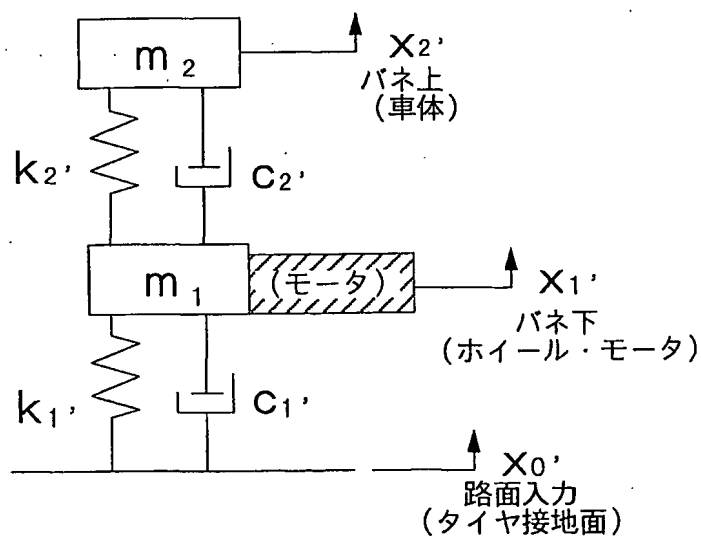 m2
X2'
バネ上
(車体)
k2'
C2'
m1
(モータ)
X1'
バネ下
(ホイール・モータ)
k1'
C1'
X0'
路面入力
(タイヤ接地面)